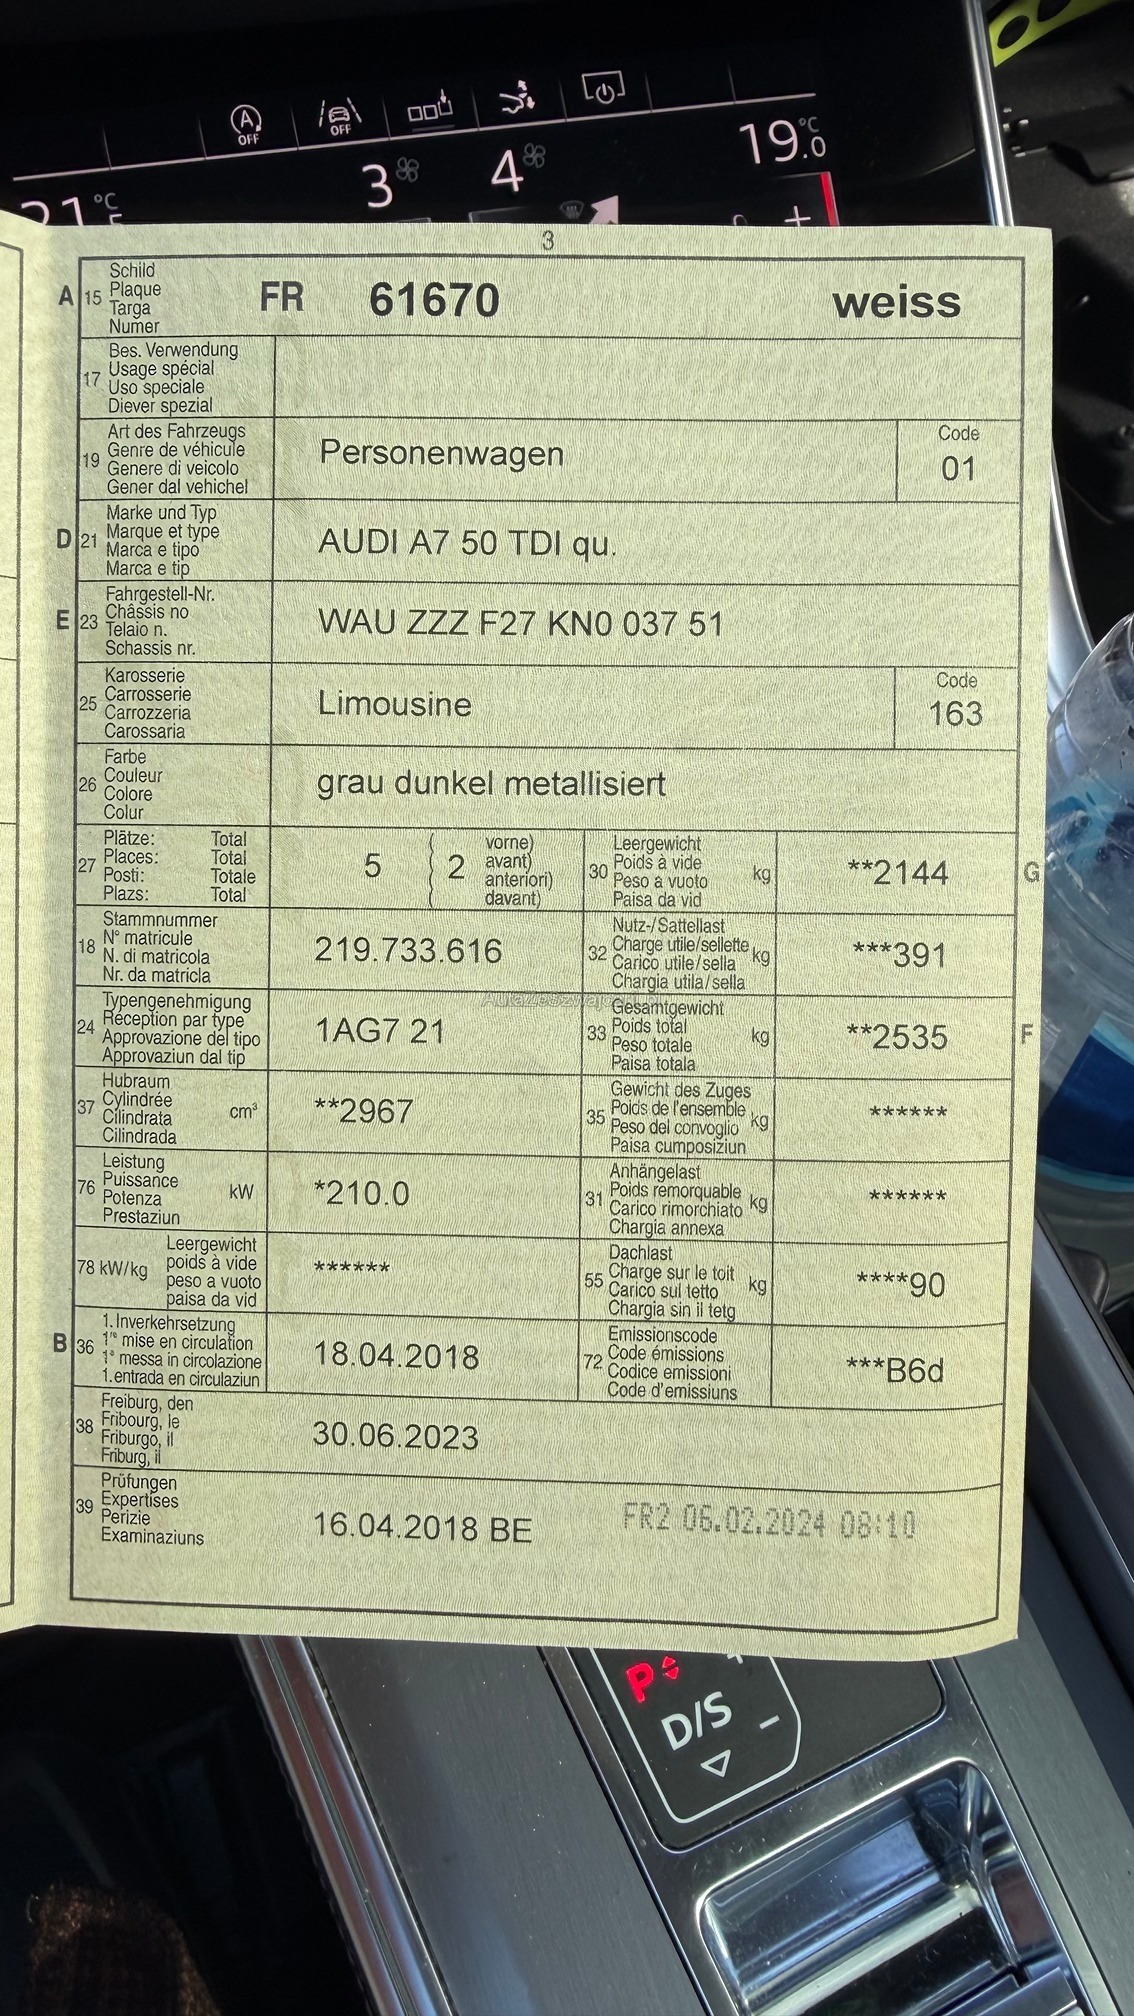 A OFF
OFF
3 4 19.0 °C
21 °C
3
A 15 Schild
Plaque
Targa
Numer
FR 61670 weiss
17 Bes. Verwendung
Usage spécial
Uso speciale
Diever spezial
19 Art des Fahrzeugs
Genre de véhicule
Genere di veicolo
Gener dal vehichel
Personenwagen
Code
01
D 21 Marke und Typ
Marque et type
Marca e tipo
Marca e tip
AUDI A7 50 TDI qu.
E 23 Fahrgestell-Nr.
Châssis no
Telaio n.
Schassis nr.
WAU ZZZ F27 KN0 037 51
25 Karosserie
Carrosserie
Carrozzeria
Carossaria
Limousine
Code
163
26 Farbe
Couleur
Colore
Colur
grau dunkel metallisiert
27 Plätze: Total
Places: Total
Posti: Totale
Plazs: Total
5 ( 2 vorne)
avant)
anteriori)
davant)
30 Leergewicht
Poids à vide
Peso a vuoto
Paisa da vid
kg **2144 G
18 Stammnummer
N° matricule
N. di matricola
Nr. da matricla
219.733.616
32 Nutz-/Sattellast
Charge utile/sellette
Carico utile/sella
Chargia utila/sella
kg ***391
24 Typengenehmigung
Réception par type
Approvazione del tipo
Approvaziun dal tip
1AG7 21
33 Gesamtgewicht
Poids total
Peso totale
Paisa totala
kg **2535 F
37 Hubraum
Cylindrée
Cilindrata
Cilindrada
cm³ **2967
35 Gewicht des Zuges
Poids de l'ensemble
Peso del convoglio
Paisa cumposiziun
kg ******
76 Leistung
Puissance
Potenza
Prestaziun
kW *210.0
31 Anhängelast
Poids remorquable
Carico rimorchiato
Chargia annexa
kg ******
78 kW/kg Leergewicht
poids à vide
peso a vuoto
paisa da vid
******
55 Dachlast
Charge sur le toit
Carico sul tetto
Chargia sin il tetg
kg ****90
B 36 1. Inverkehrsetzung
1re mise en circulation
1a messa in circolazione
1. entrada en circulaziun
18.04.2018
72 Emissionscode
Code émissions
Codice emissioni
Code d'emissiuns
***B6d
38 Freiburg, den
Fribourg, le
Friburgo, il
Friburg, il
30.06.2023
39 Prüfungen
Expertises
Perizie
Examinaziuns
16.04.2018 BE FR2 06.02.2024 08:10
P
D/S